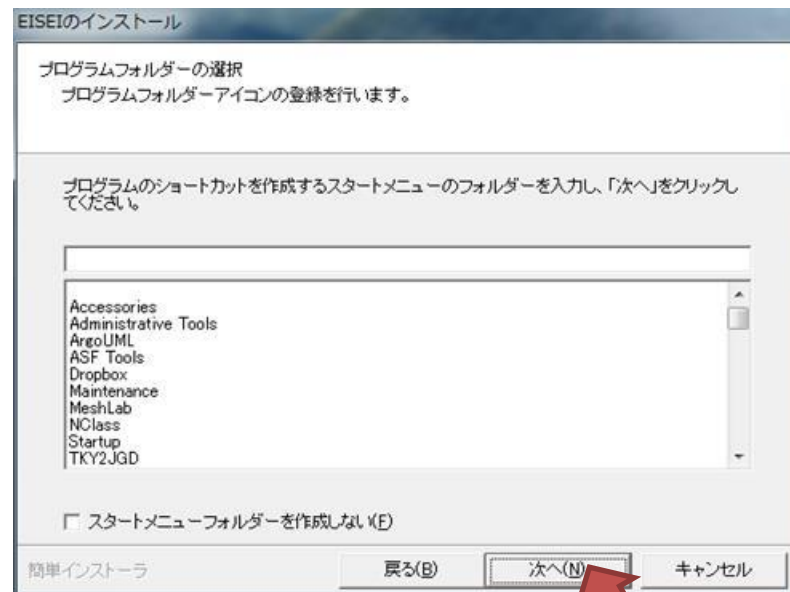 EISEIのインストール
プログラムフォルダーの選択
プログラムフォルダーアイコンの登録を行います。
プログラムのショートカットを作成するスタートメニューのフォルダーを入力し、「次へ」をクリックし
てください。
Accessories
Administrative Tools
ArgoUML
ASF Tools
Dropbox
Maintenance
MeshLab
NClass
Startup
TKY2JGD
スタートメニューフォルダーを作成しない(F)
簡単インストーラ
戻る(B)
次へ(N)
キャンセル